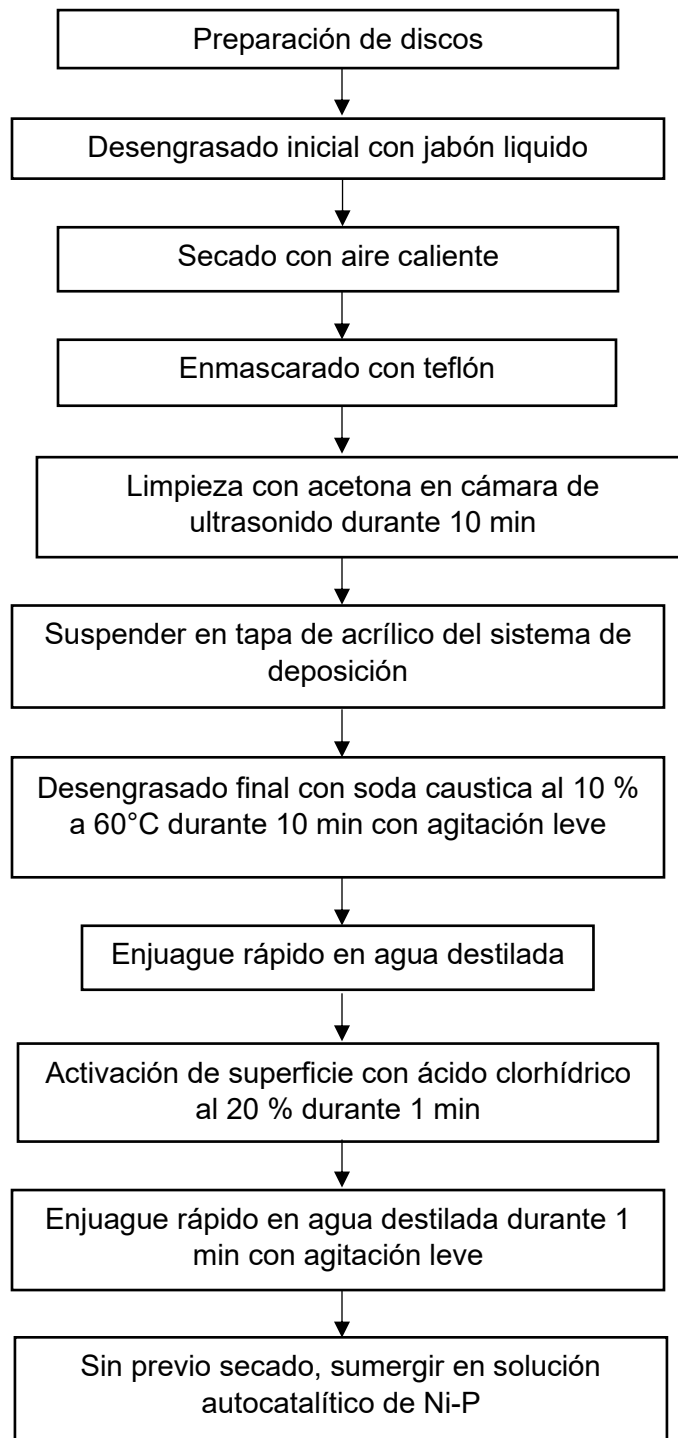 Preparación de discos
Desengrasado inicial con jabón liquido
Secado con aire caliente
Enmascarado con teflón
Limpieza con acetona en cámara de
ultrasonido durante 10 min
Suspender en tapa de acrílico del sistema de
deposición
Desengrasado final con soda caustica al 10 %
a 60°C durante 10 min con agitación leve
Enjuague rápido en agua destilada
Activación de superficie con ácido clorhídrico
al 20 % durante 1 min
Enjuague rápido en agua destilada durante 1
min con agitación leve
Sin previo secado, sumergir en solución
autocatalítico de Ni-P